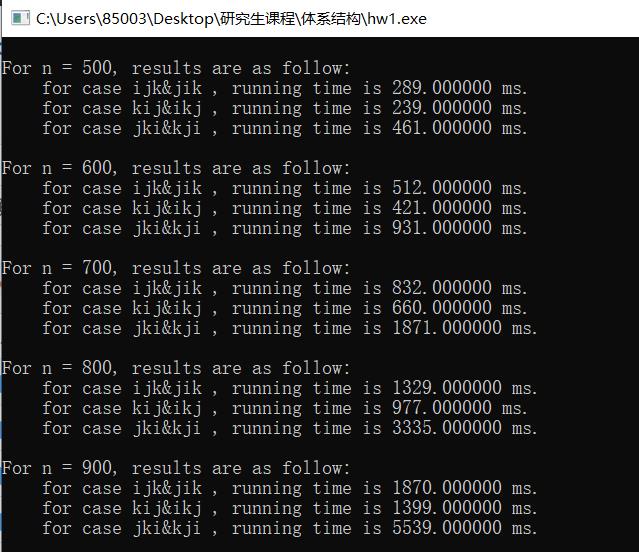 C:\Users\85003\Desktop\研究生课程\体系结构\hw1.exe
For n = 500, results are as follow:
for case ijk&jik , running time is 289.000000 ms.
for case kij&ikj , running time is 239.000000 ms.
for case jki&kji , running time is 461.000000 ms.
For n = 600, results are as follow:
for case ijk&jik , running time is 512.000000 ms.
for case kij&ikj , running time is 421.000000 ms.
for case jki&kji , running time is 931.000000 ms.
For n = 700, results are as follow:
for case ijk&jik , running time is 832.000000 ms.
for case kij&ikj , running time is 660.000000 ms.
for case jki&kji , running time is 1871.000000 ms.
For n = 800, results are as follow:
for case ijk&jik , running time is 1329.000000 ms.
for case kij&ikj , running time is 977.000000 ms.
for case jki&kji , running time is 3335.000000 ms.
For n = 900, results are as follow:
for case ijk&jik , running time is 1870.000000 ms.
for case kij&ikj , running time is 1399.000000 ms.
for case jki&kji , running time is 5539.000000 ms.